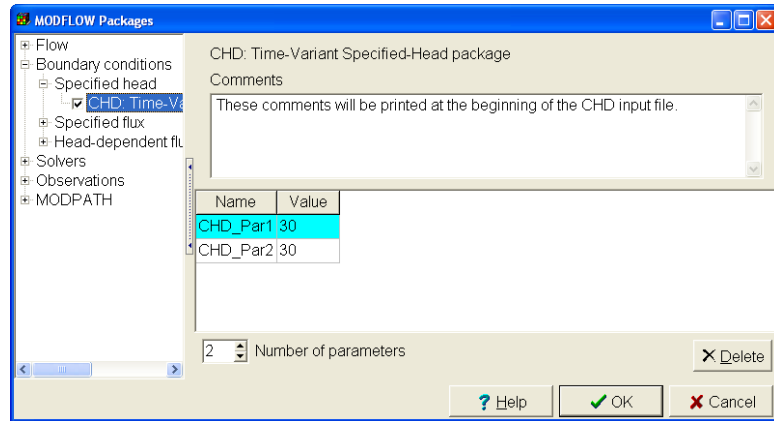 MODFLOW Packages
Flow
Boundary conditions
Specified head
CHD: Time-Va
Specified flux
Head-dependent flu
Solvers
Observations
MODPATH
CHD: Time-Variant Specified-Head package
Comments
These comments will be printed at the beginning of the CHD input file.
Name Value
CHD_Par1 30
CHD_Par2 30
2 Number of parameters
Delete
? Help OK Cancel